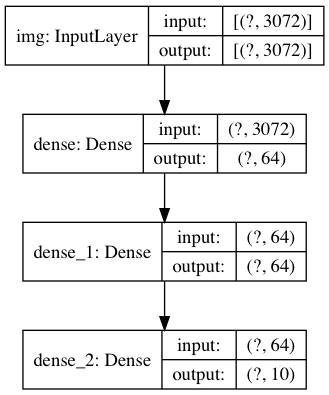 img: InputLayer
input: [(?, 3072)]
output: [(?, 3072)]
dense: Dense
input: (?, 3072)
output: (?, 64)
dense_1: Dense
input: (?, 64)
output: (?, 64)
dense_2: Dense
input: (?, 64)
output: (?, 10)